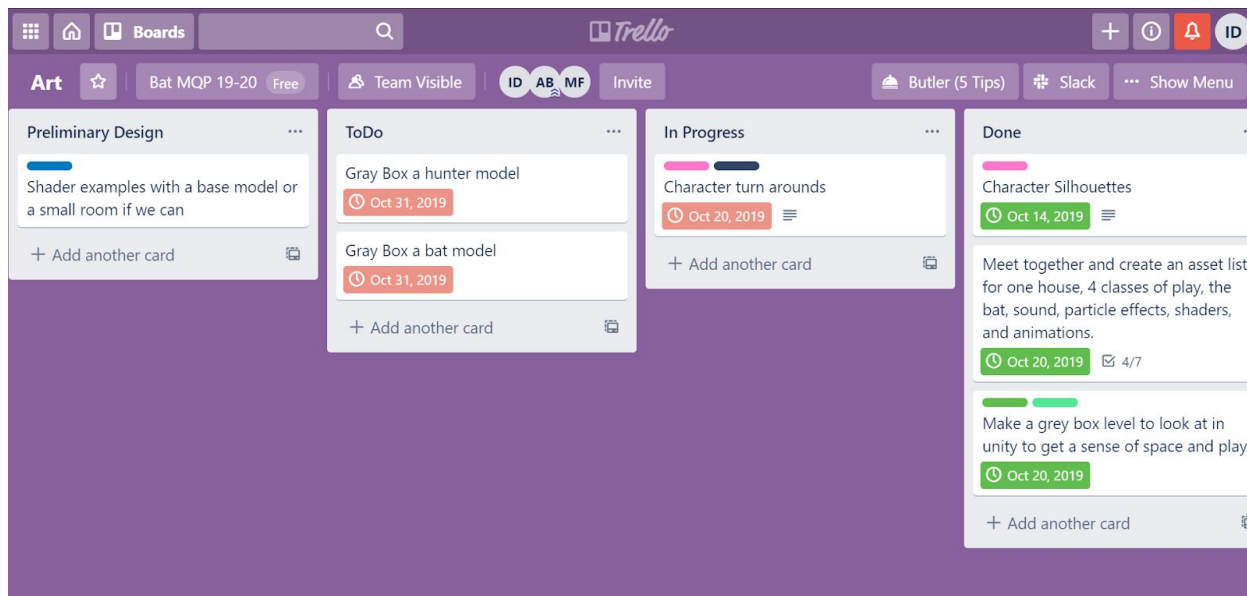 Boards
Trello
ID
Art
Bat MQP 19-20 Free
Team Visible
ID AB MF
Invite
Butler (5 Tips)
Slack
Show Menu
Preliminary Design
Shader examples with a base model or
a small room if we can
+ Add another card
ToDo
Gray Box a hunter model
Oct 31, 2019
Gray Box a bat model
Oct 31, 2019
+ Add another card
In Progress
Character turn arounds
Oct 20, 2019
+ Add another card
Done
Character Silhouettes
Oct 14, 2019
Meet together and create an asset list
for one house, 4 classes of play, the
bat, sound, particle effects, shaders,
and animations.
Oct 20, 2019 4/7
Make a grey box level to look at in
unity to get a sense of space and play
Oct 20, 2019
+ Add another card